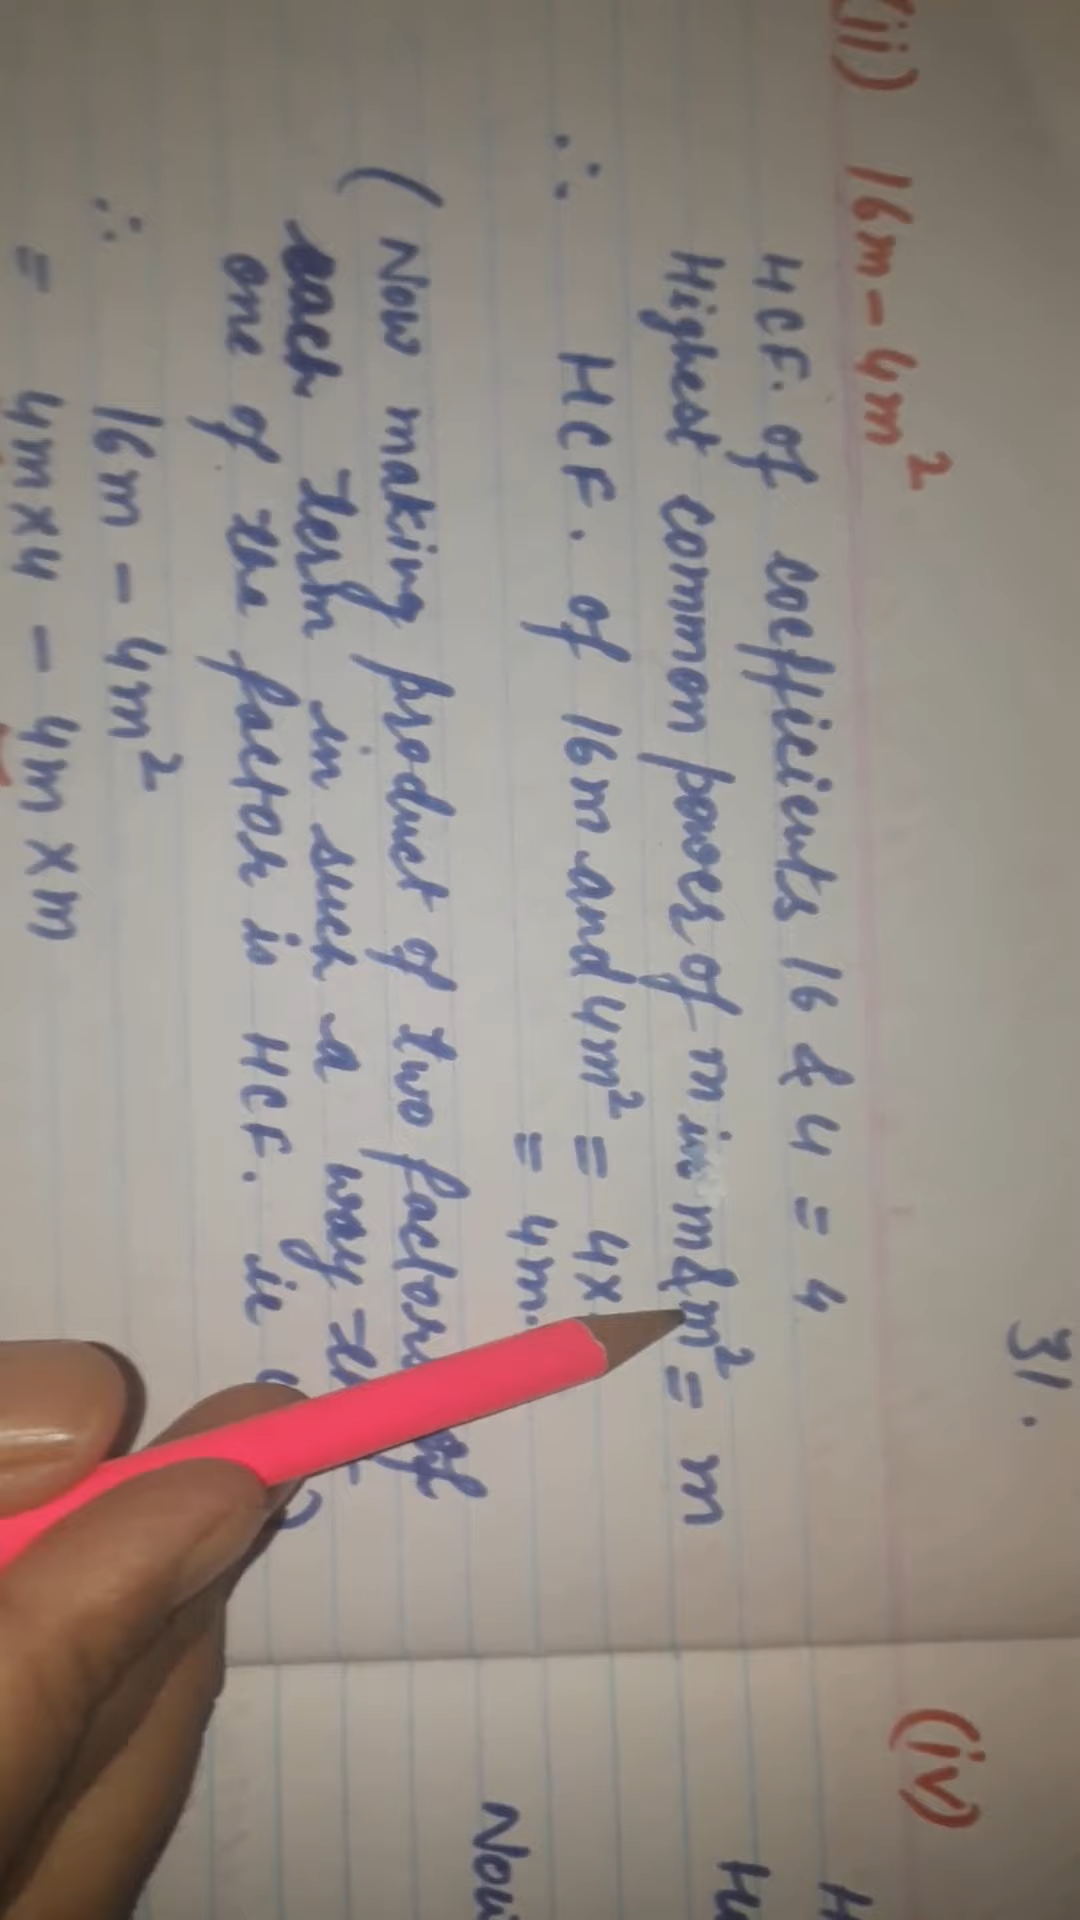 31.
(ii) 16m - 4m²
HCF. of coefficients 16 & 4 = 4
Highest common power of m in m & m² = m
∴ HCF. of 16m and 4m² = 4x
= 4m.
( Now making product of two factors of
each term in such a way
one of the factor is HCF. ie )
∴ 16m - 4m²
= 4m x 4 - 4m x m
(iv)
Now